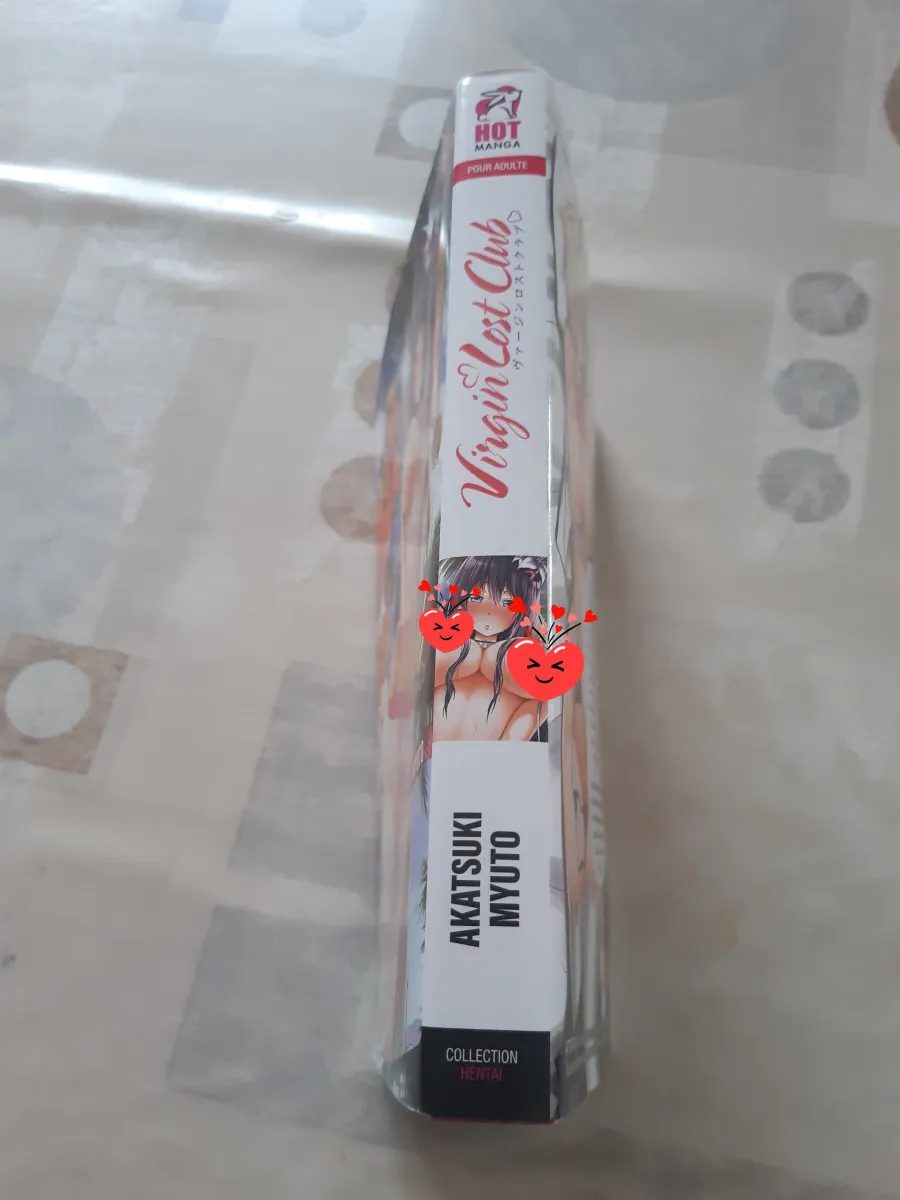 HOT
MANGA
POUR ADULTE
Virgin Lost Club
ヴァージンロストクラブ
AKATSUKI
MYUTO
COLLECTION
HENTAI